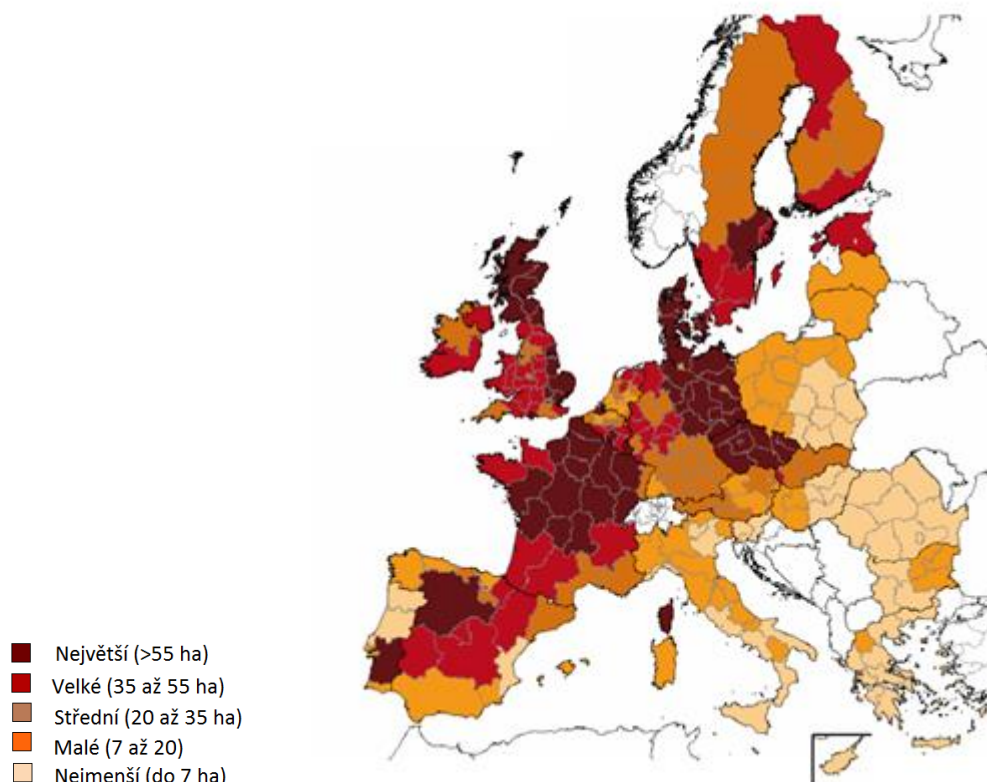 Největší (>55 ha)
Velké (35 až 55 ha)
Střední (20 až 35 ha)
Malé (7 až 20)
Nejmenší (do 7 ha)